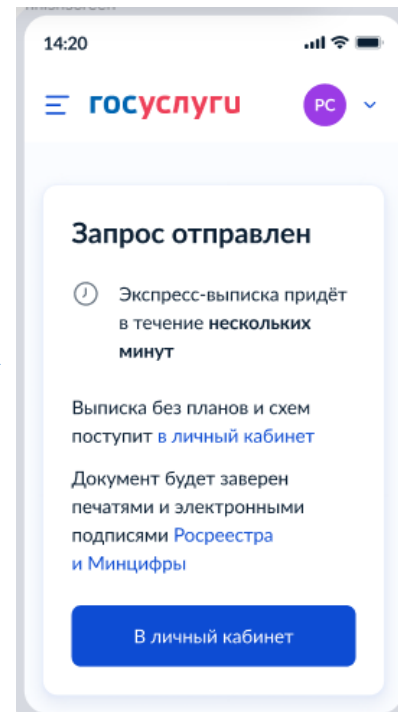 14:20
госуслуги
РС
Запрос отправлен
Экспресс-выписка придёт
в течение нескольких
минут
Выписка без планов и схем
поступит в личный кабинет
Документ будет заверен
печатями и электронными
подписями Росреестра
и Минцифры
В личный кабинет